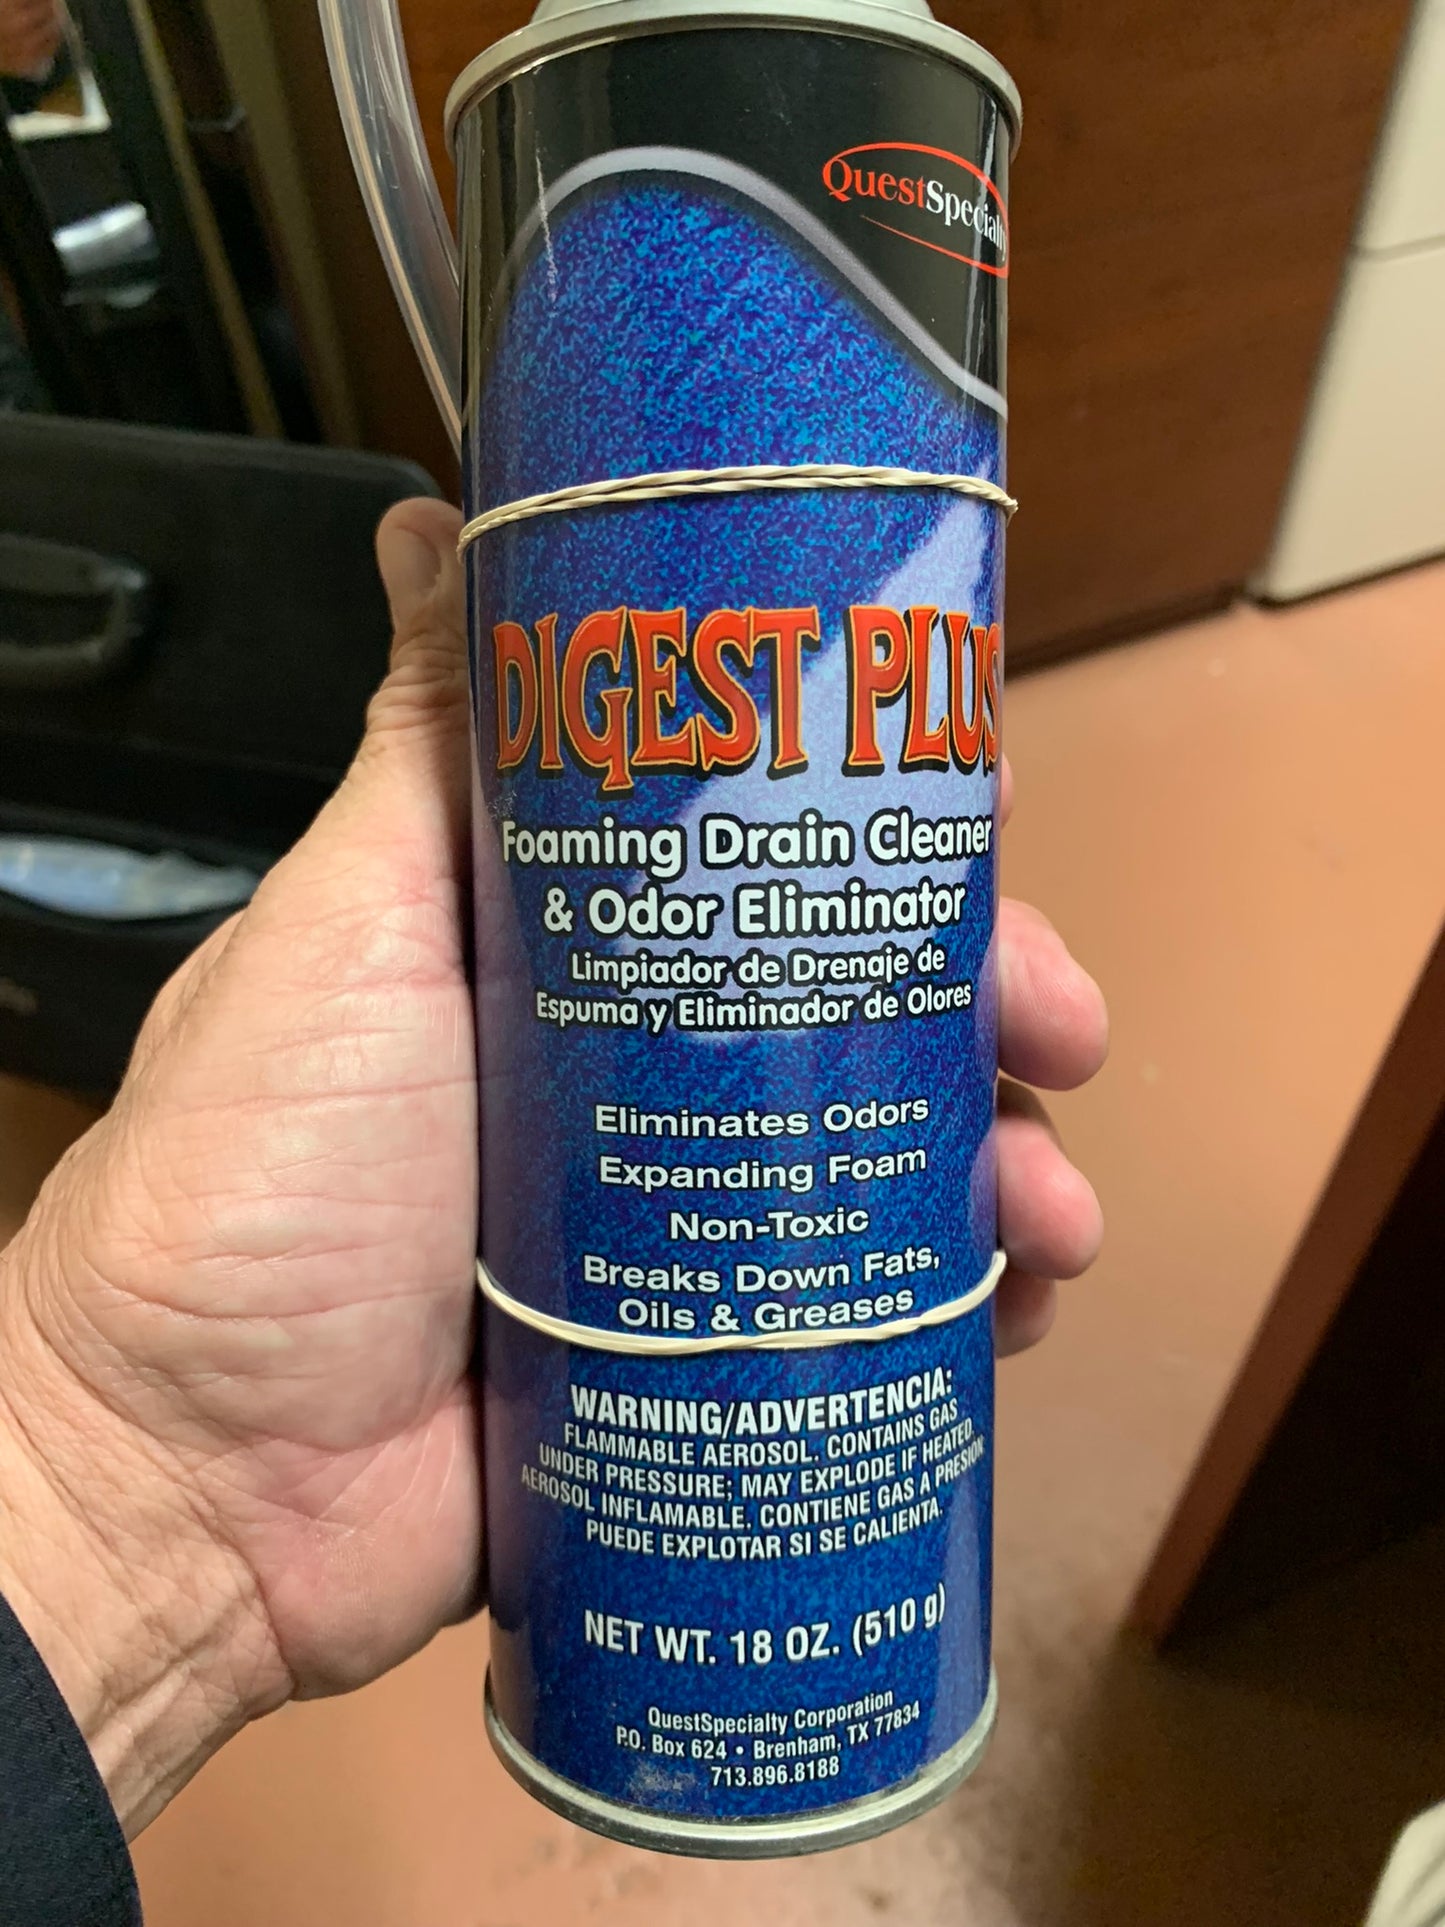 QuestSpecialty
DIGEST PLUS
Foaming Drain Cleaner
& Odor Eliminator
Limpiador de Drenaje de
Espuma y Eliminador de Olores
Eliminates Odors
Expanding Foam
Non-Toxic
Breaks Down Fats,
Oils & Greases
WARNING/ADVERTENCIA:
FLAMMABLE AEROSOL. CONTAINS GAS
UNDER PRESSURE; MAY EXPLODE IF HEATED.
AEROSOL INFLAMABLE. CONTIENE GAS A PRESIÓN.
PUEDE EXPLOTAR SI SE CALIENTA.
NET WT. 18 OZ. (510 g)
QuestSpecialty Corporation
P.O. Box 624 • Brenham, TX 77834
713.896.8188